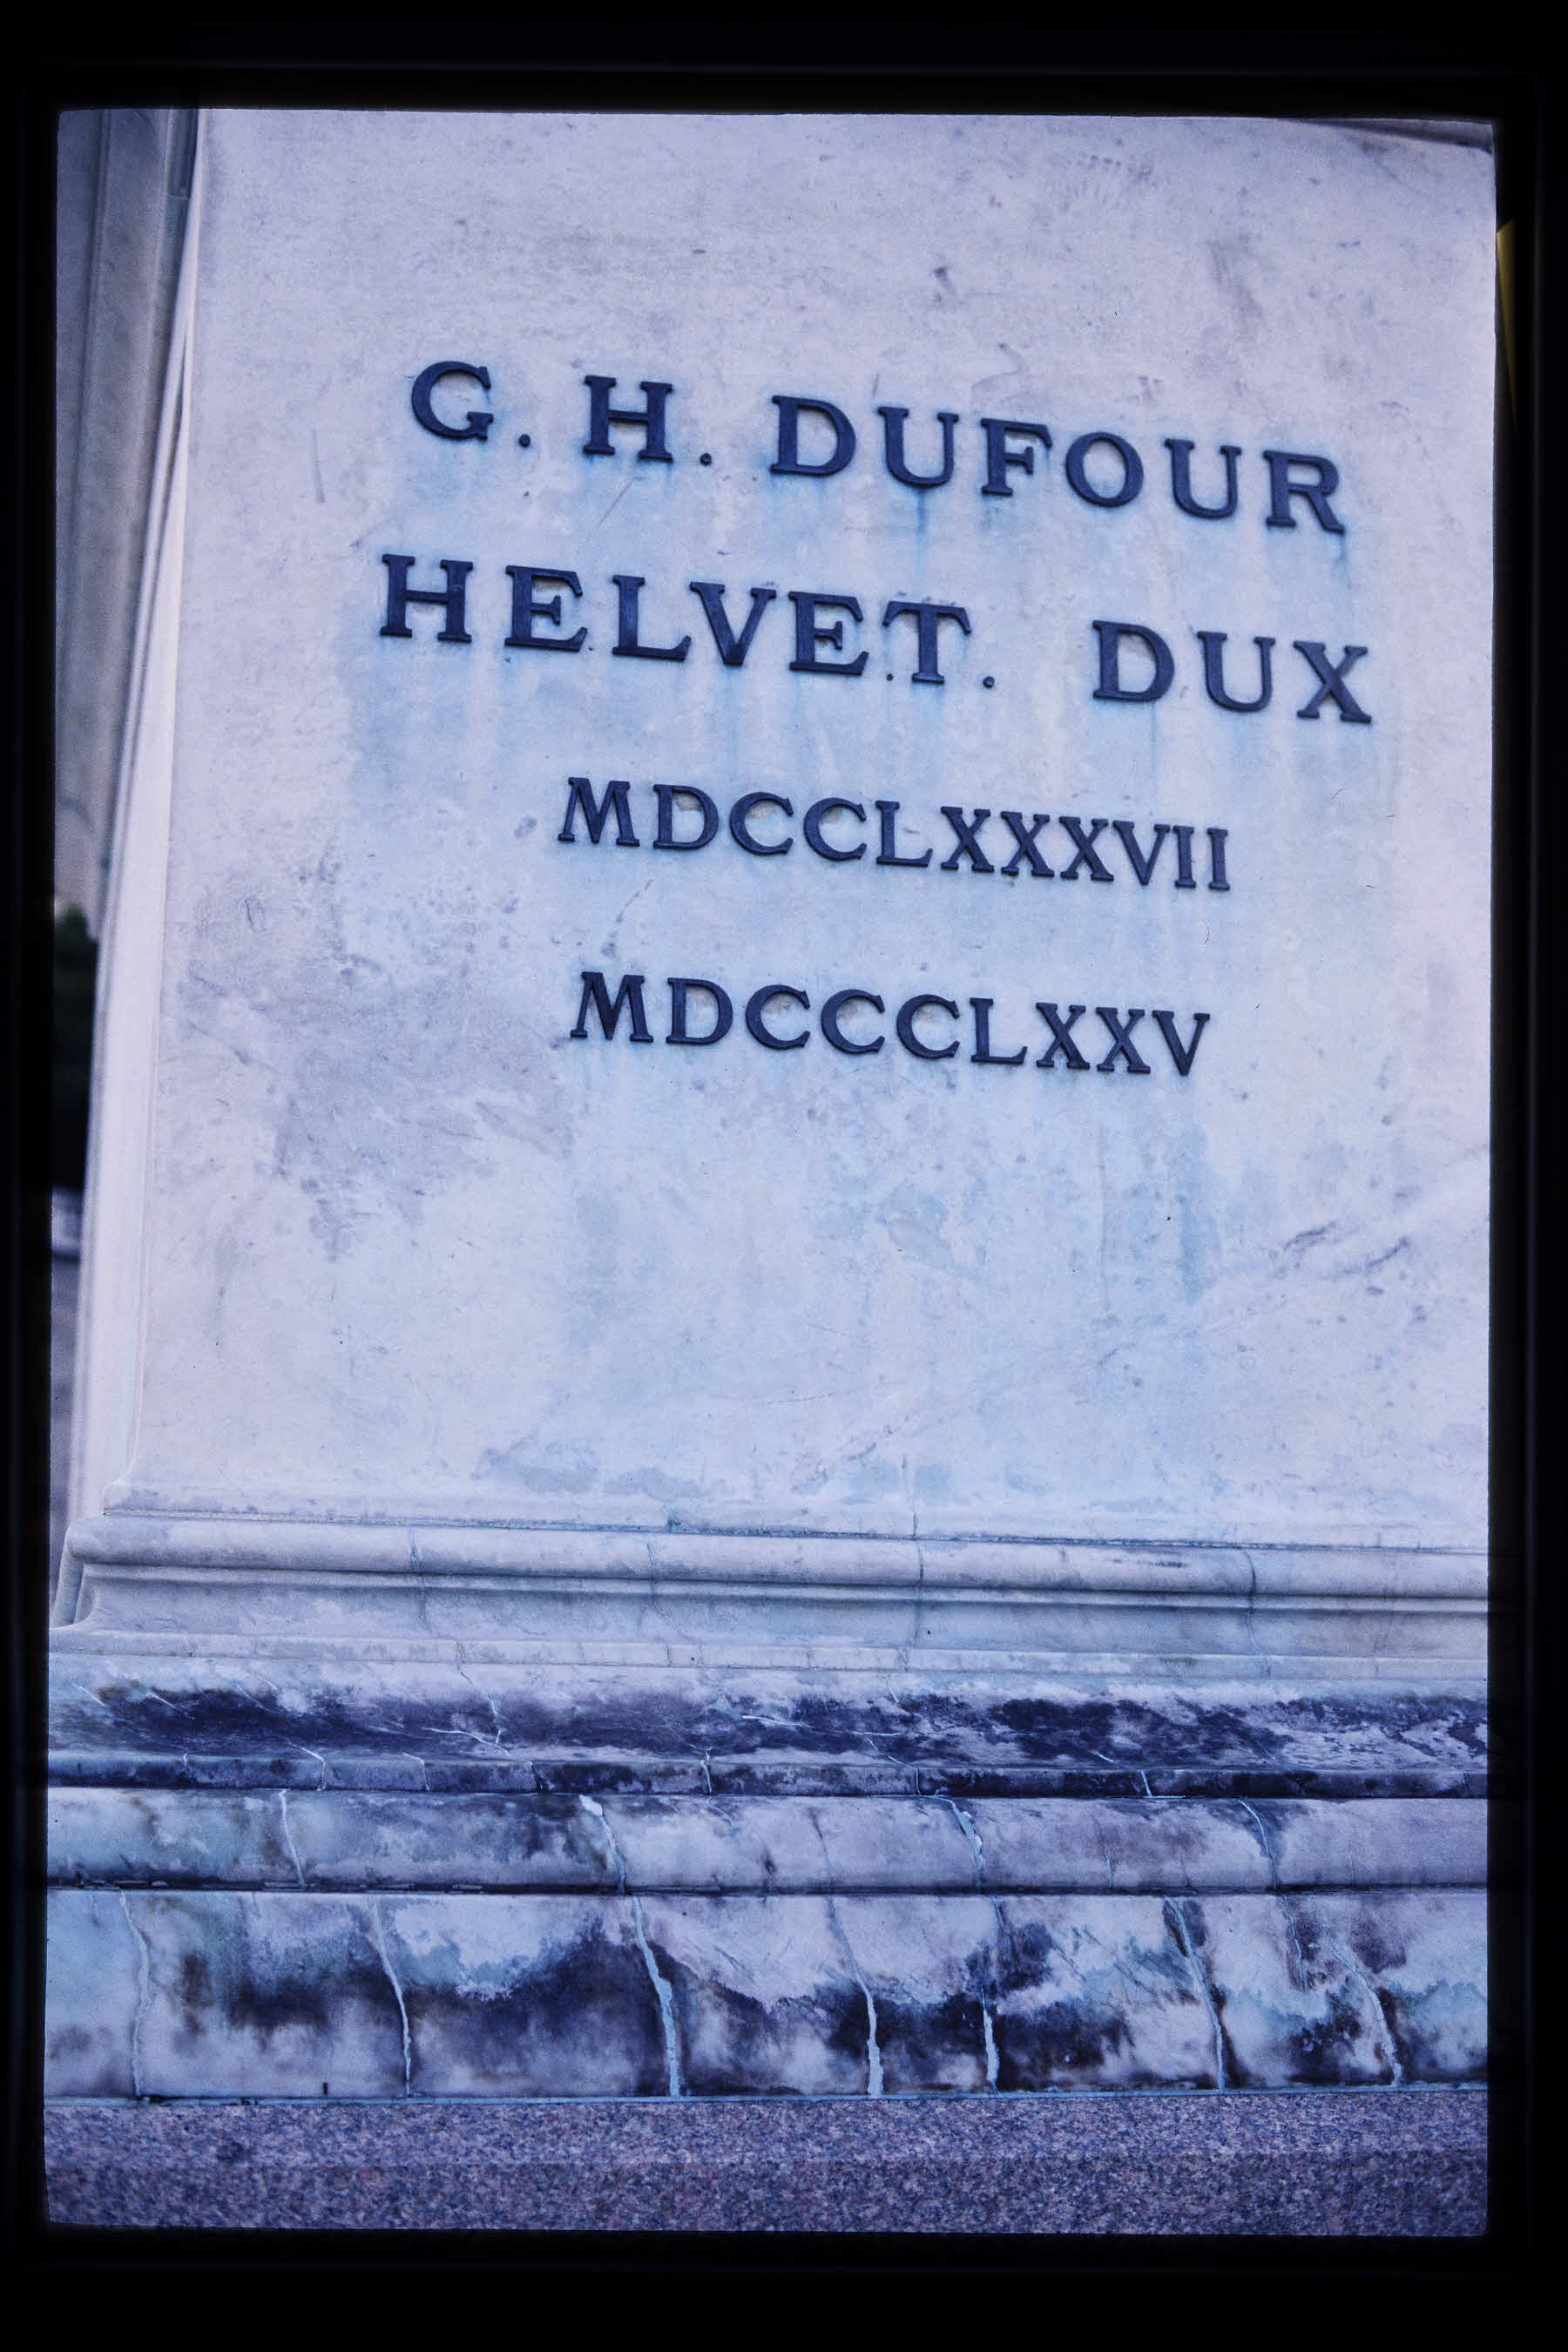 G. H. DUFOUR
HELVET. DUX
MDCCLXXXVII
MDCCCLXXV